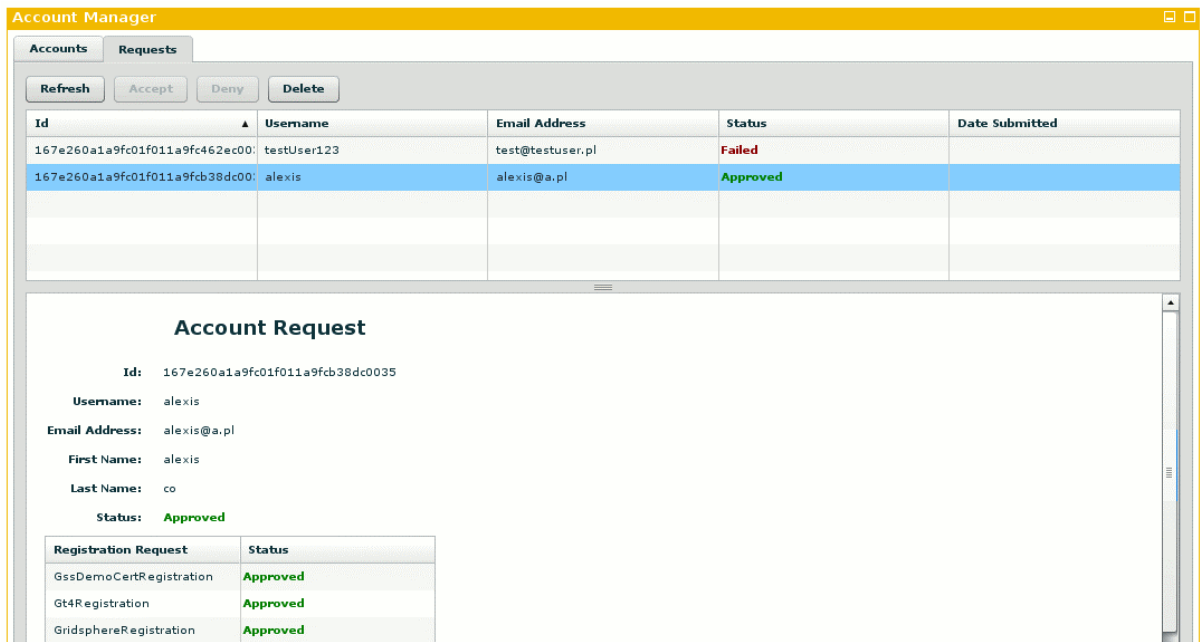 Account Manager
Accounts Requests
Refresh Accept Deny Delete
Id Username Email Address Status Date Submitted
167e260a1a9fc01f011a9fc462ec00 testUser123 test@testuser.pl Failed
167e260a1a9fc01f011a9fcb38dc00 alexis alexis@a.pl Approved
Account Request
Id: 167e260a1a9fc01f011a9fcb38dc0035
Username: alexis
Email Address: alexis@a.pl
First Name: alexis
Last Name: co
Status: Approved
Registration Request Status
GssDemoCertRegistration Approved
Gt4Registration Approved
GridsphereRegistration Approved